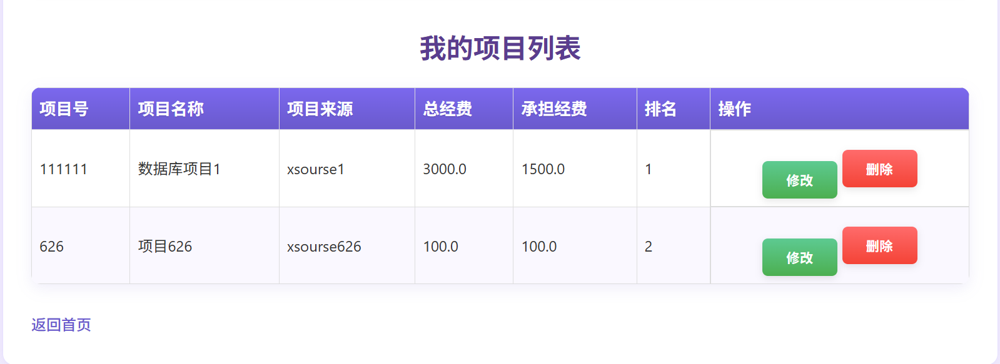 我的项目列表
项目号 项目名称 项目来源 总经费 承担经费 排名 操作
111111 数据库项目1 xsourse1 3000.0 1500.0 1 修改 删除
626 项目626 xsourse626 100.0 100.0 2 修改 删除
返回首页